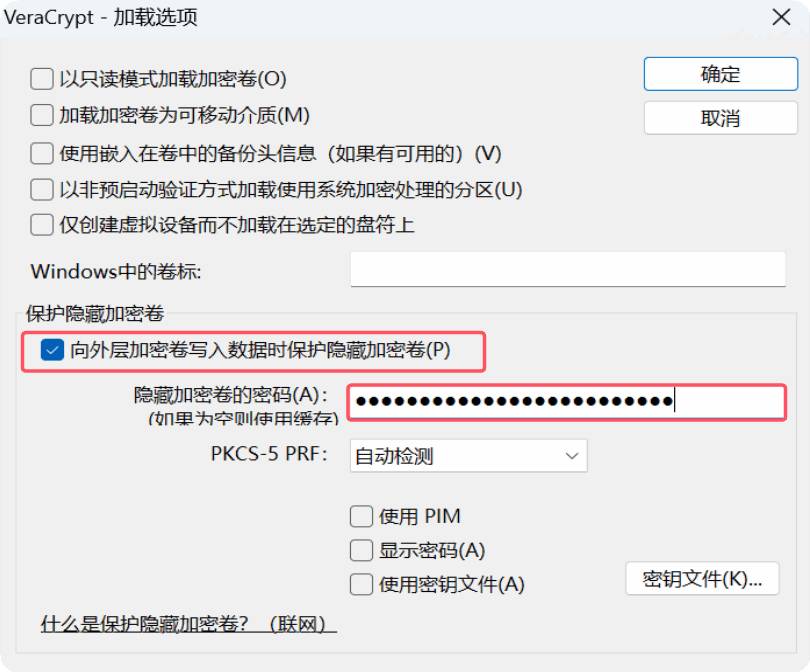 VeraCrypt - 加载选项
以只读模式加载加密卷(O)
确定
加载加密卷为可移动介质(M)
取消
使用嵌入在卷中的备份头信息（如果有可用的）(V)
以非预启动验证方式加载使用系统加密处理的分区(U)
仅创建虚拟设备而不加载在选定的盘符上
Windows中的卷标:
保护隐藏加密卷
向外层加密卷写入数据时保护隐藏加密卷(P)
隐藏加密卷的密码(A):
(如果为空则使用缓存)
PKCS-5 PRF:
自动检测
使用 PIM
显示密码(A)
使用密钥文件(A)
密钥文件(K)...
什么是保护隐藏加密卷？（联网）